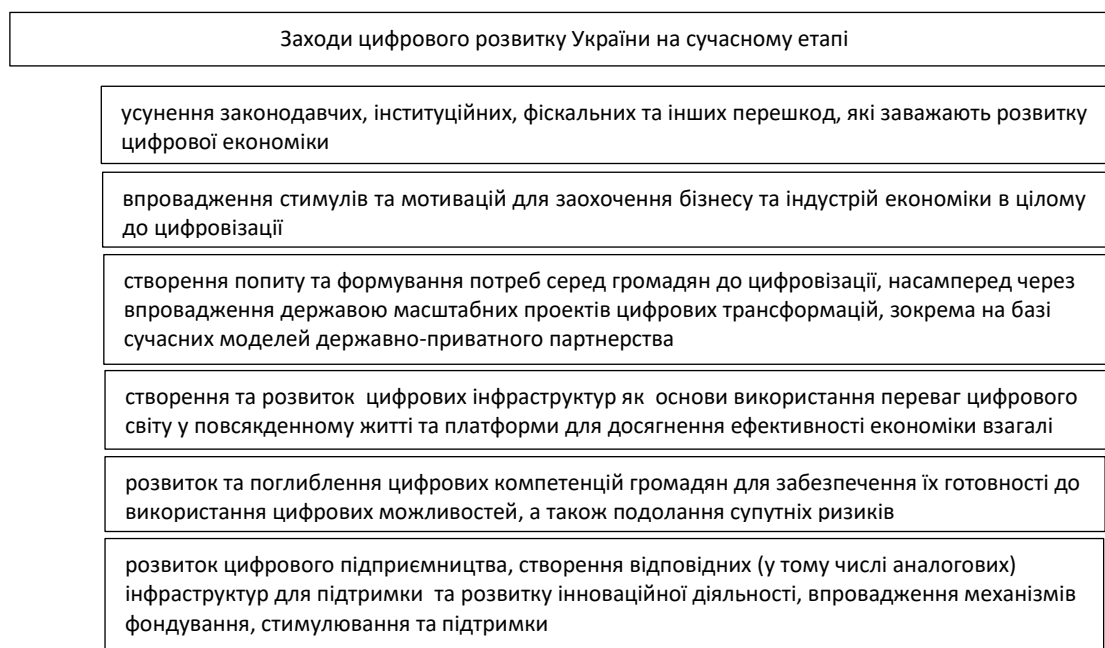 Заходи цифрового розвитку України на сучасному етапі
усунення законодавчих, інституційних, фіскальних та інших перешкод, які заважають розвитку
цифрової економіки
впровадження стимулів та мотивацій для заохочення бізнесу та індустрій економіки в цілому
до цифровізації
створення попиту та формування потреб серед громадян до цифровізації, насамперед через
впровадження державою масштабних проектів цифрових трансформацій, зокрема на базі
сучасних моделей державно-приватного партнерства
створення та розвиток цифрових інфраструктур як основи використання переваг цифрового
світу у повсякденному житті та платформи для досягнення ефективності економіки взагалі
розвиток та поглиблення цифрових компетенцій громадян для забезпечення їх готовності до
використання цифрових можливостей, а також подолання супутніх ризиків
розвиток цифрового підприємництва, створення відповідних (у тому числі аналогових)
інфраструктур для підтримки та розвитку інноваційної діяльності, впровадження механізмів
фондування, стимулювання та підтримки